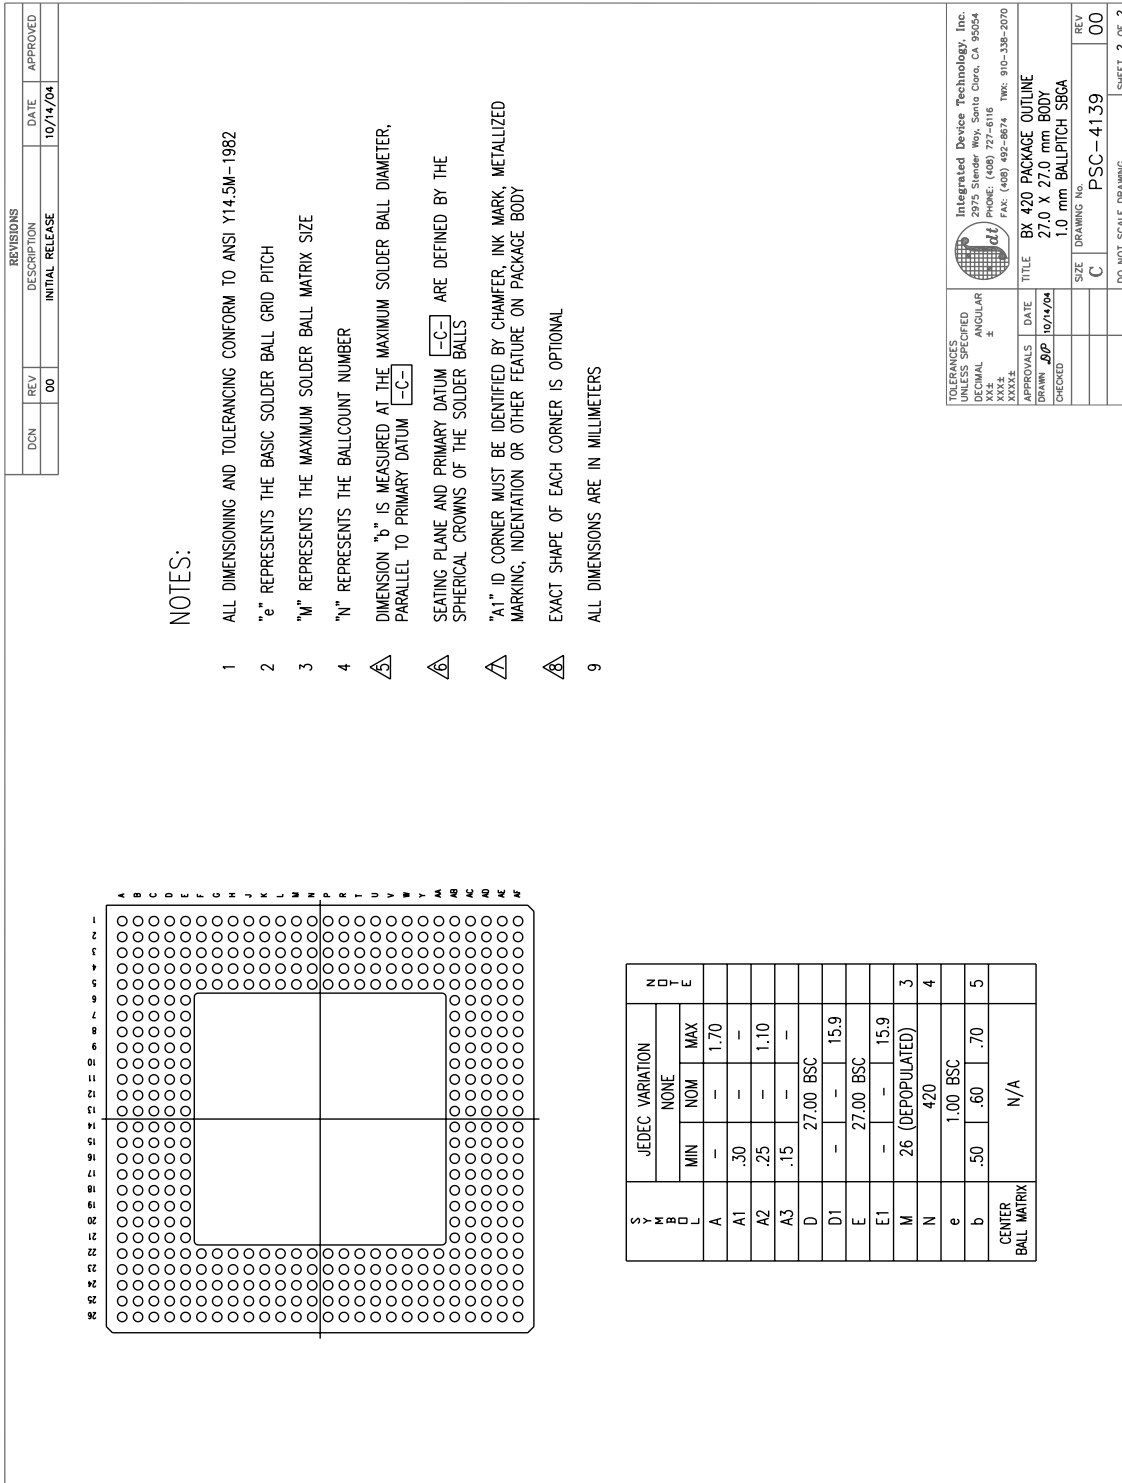 REVISIONS
DCN REV DESCRIPTION DATE APPROVED
00 INITIAL RELEASE 10/14/04
NOTES:
1 ALL DIMENSIONING AND TOLERANCING CONFORM TO ANSI Y14.5M-1982
2 "e" REPRESENTS THE BASIC SOLDER BALL GRID PITCH
3 "M" REPRESENTS THE MAXIMUM SOLDER BALL MATRIX SIZE
4 "N" REPRESENTS THE BALLCOUNT NUMBER
5 DIMENSION "b" IS MEASURED AT THE MAXIMUM SOLDER BALL DIAMETER,
PARALLEL TO PRIMARY DATUM -C-
6 SEATING PLANE AND PRIMARY DATUM -C- ARE DEFINED BY THE
SPHERICAL CROWNS OF THE SOLDER BALLS
7 "A1" ID CORNER MUST BE IDENTIFIED BY CHAMFER, INK MARK, METALLIZED
MARKING, INDENTATION OR OTHER FEATURE ON PACKAGE BODY
8 EXACT SHAPE OF EACH CORNER IS OPTIONAL
9 ALL DIMENSIONS ARE IN MILLIMETERS
26 25 24 23 22 21 20 19 18 17 16 15 14 13 12 11 10 9 8 7 6 5 4 3 2 1
A
B
C
D
E
F
G
H
J
K
L
M
N
P
R
T
U
V
W
Y
AA
AB
AC
AD
AE
AF
SYMBOL JEDEC VARIATION NOTE
NONE
MIN NOM MAX
A - - 1.70
A1 .30 - -
A2 .25 - 1.10
A3 .15 - -
D 27.00 BSC
D1 - - 15.9
E 27.00 BSC
E1 - - 15.9
M 26 (DEPOPULATED) 3
N 420 4
e 1.00 BSC
b .50 .60 .70 5
CENTER
BALL MATRIX N/A
TOLERANCES
UNLESS SPECIFIED
DECIMAL ANGULAR
XX± ±
XXX±
XXXX±
APPROVALS DATE
DRAWN 10/14/04
CHECKED
idt
Integrated Device Technology, Inc.
2975 Stender Way, Santa Clara, CA 95054
PHONE: (408) 727-6116
FAX: (408) 492-8674 TWX: 910-338-2070
TITLE BX 420 PACKAGE OUTLINE
27.0 X 27.0 mm BODY
1.0 mm BALLPITCH SBGA
SIZE DRAWING No. REV
C PSC-4139 00
DO NOT SCALE DRAWING SHEET 2 OF 2